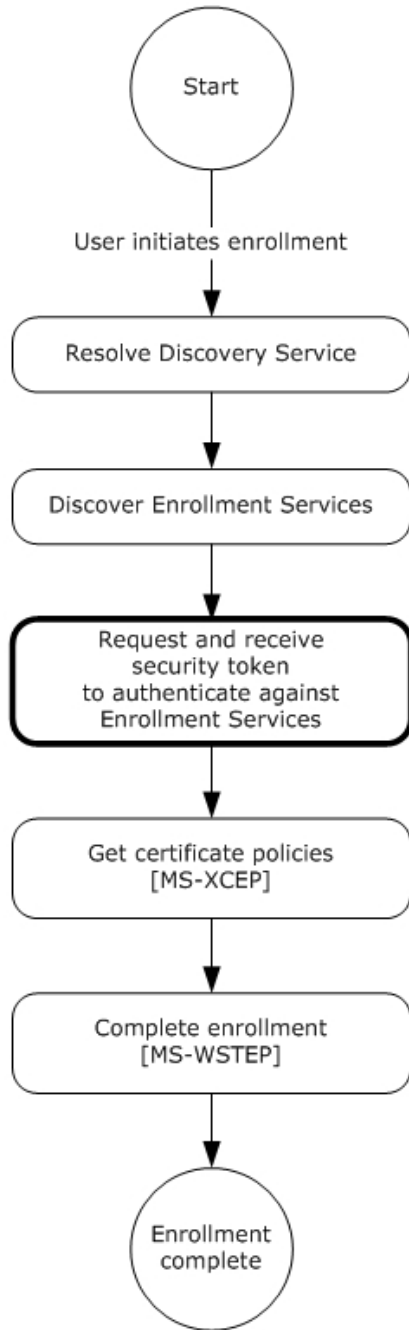 Start
User initiates enrollment
Resolve Discovery Service
Discover Enrollment Services
Request and receive
security token
to authenticate against
Enrollment Services
Get certificate policies
[MS-XCEP]
Complete enrollment
[MS-WSTEP]
Enrollment
complete